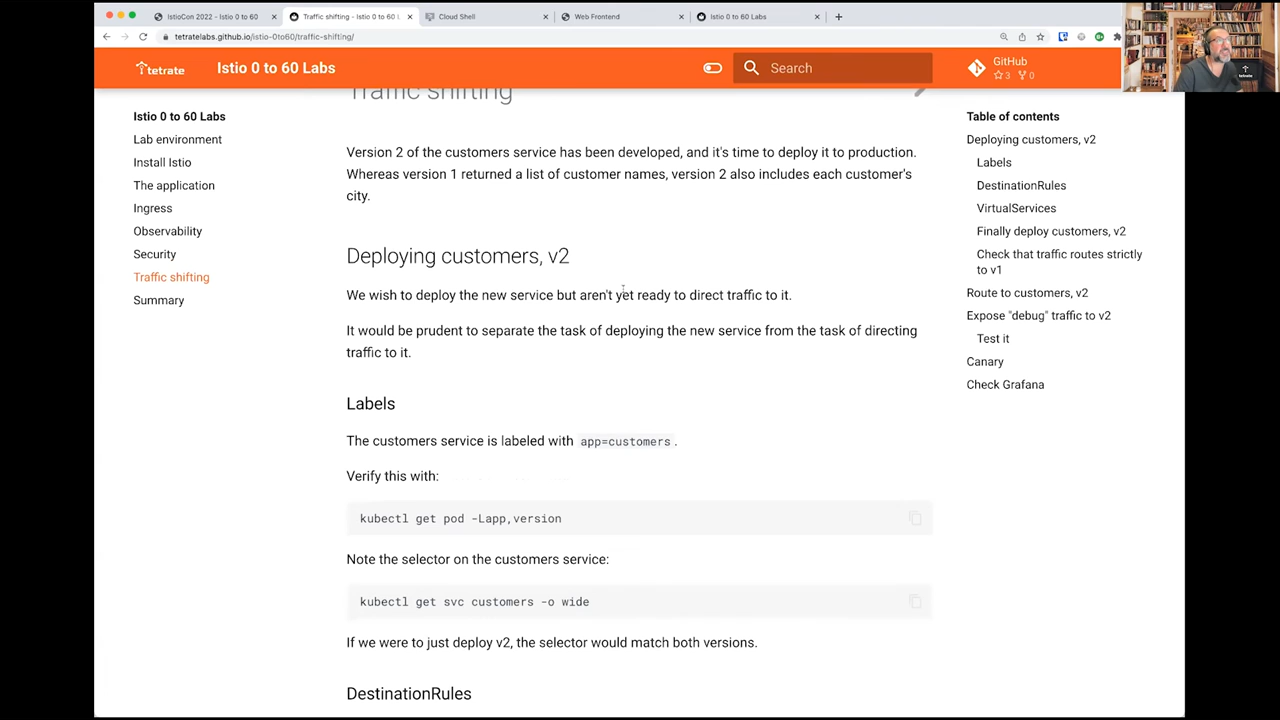 IstioCon 2022 - Istio 0 to 60
Traffic shifting - Istio 0 to 60 L
Cloud Shell
Web Frontend
Istio 0 to 60 Labs
tetratelabs.github.io/istio-0to60/traffic-shifting/
tetrate
Istio 0 to 60 Labs
Search
GitHub
3 0
tetrate
Istio 0 to 60 Labs
Lab environment
Install Istio
The application
Ingress
Observability
Security
Traffic shifting
Summary
Traffic shifting
Version 2 of the customers service has been developed, and it's time to deploy it to production.
Whereas version 1 returned a list of customer names, version 2 also includes each customer's
city.
Deploying customers, v2
We wish to deploy the new service but aren't yet ready to direct traffic to it.
It would be prudent to separate the task of deploying the new service from the task of directing
traffic to it.
Labels
The customers service is labeled with app=customers.
Verify this with:
kubectl get pod -Lapp,version
Note the selector on the customers service:
kubectl get svc customers -o wide
If we were to just deploy v2, the selector would match both versions.
DestinationRules
Table of contents
Deploying customers, v2
Labels
DestinationRules
VirtualServices
Finally deploy customers, v2
Check that traffic routes strictly
to v1
Route to customers, v2
Expose "debug" traffic to v2
Test it
Canary
Check Grafana